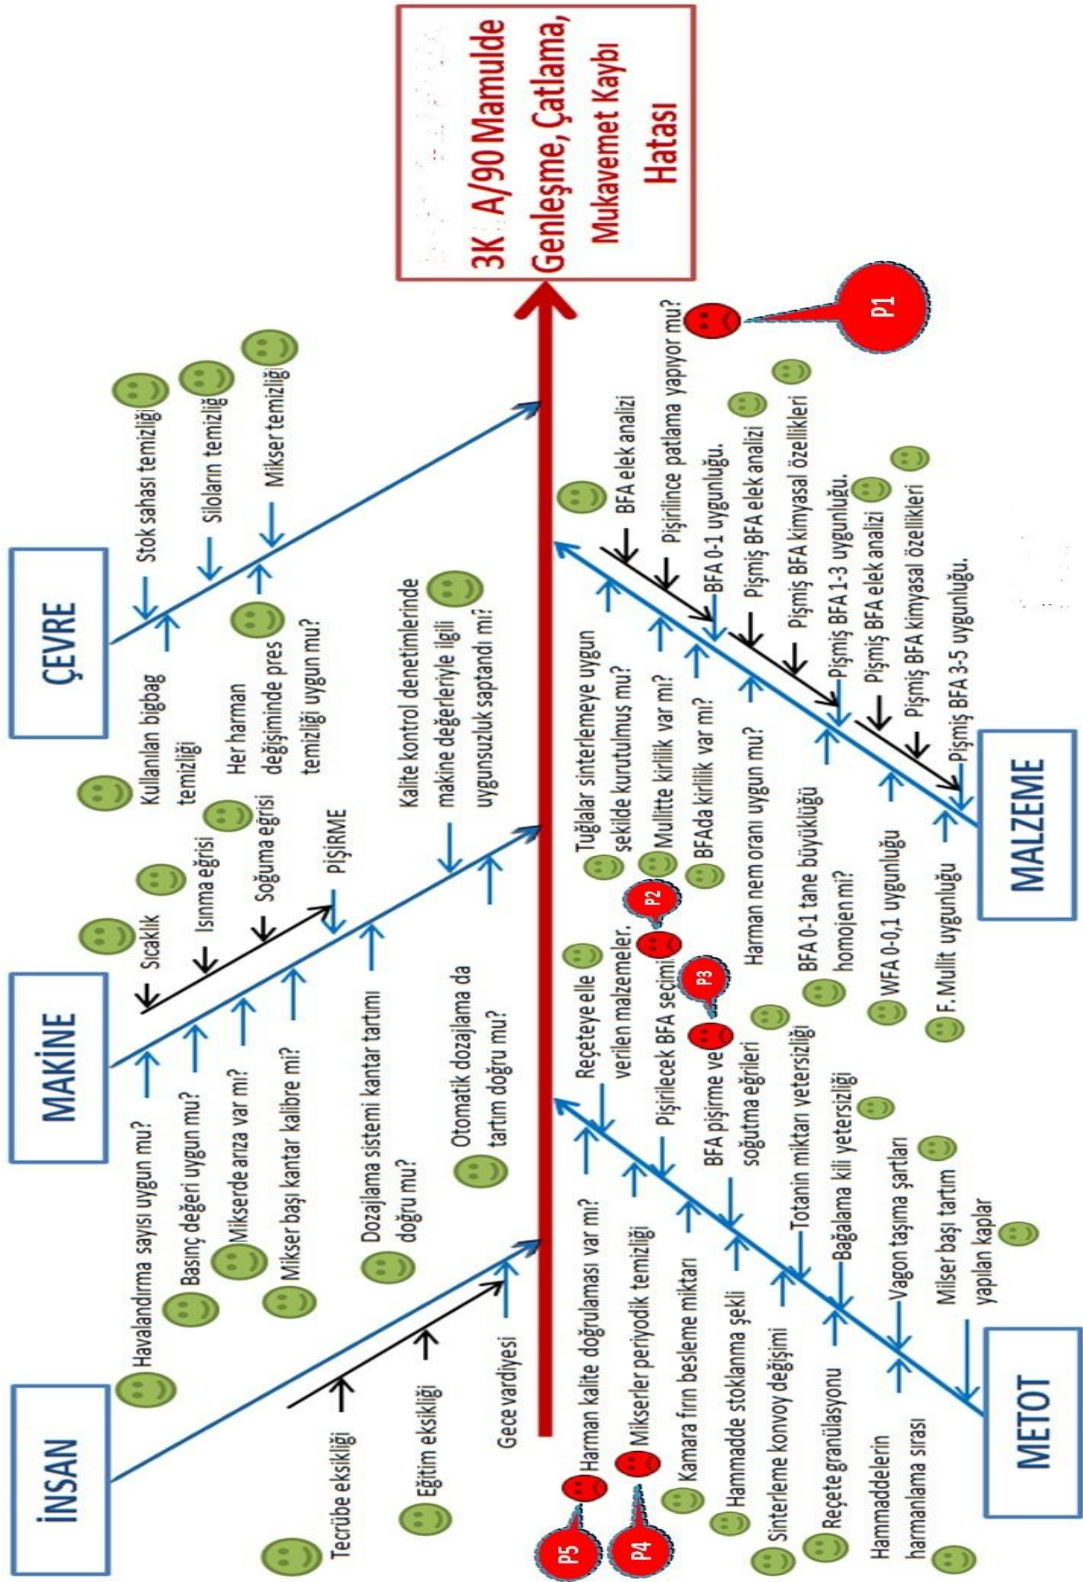 İNSAN
Tecrübe eksikliği
Eğitim eksikliği
Gece vardiyesi
MAKİNE
Havalandırma sayısı uygun mu?
Basınç değeri uygun mu?
Mikserde arıza var mı?
Mikser başı kantar kalibre mi?
Dozajlama sistemi kantar tartımı
doğru mu?
Otomatik dozajlama da
tartım doğru mu?
Sıcaklık
Isınma eğrisi
Soğuma eğrisi
PİŞİRME
Kalite kontrol denetimlerinde
makine değerleriyle ilgili
uygunsuzluk saptandı mı?
ÇEVRE
Kullanılan bigbag
temizliği
Her harman
değişiminde pres
temizliği uygun mu?
Stok sahası temizliği
Siloların temizliğ
Mikser temizliği
3K A/90 Mamulde
Genleşme, Çatlama,
Mukavemet Kaybı
Hatası
P5
Harman kalite doğrulaması var mı?
P4
Mikserler periyodik temizliği
Kamara fırın besleme miktarı
Hammadde stoklanma şekli
Sinterleme konvoy değişimi
Reçete granülasyonu
Hammaddelerin
harmanlama sırası
METOT
Reçeteye elle
verilen malzemeler.
P2
Pişirilecek BFA seçimi
P3
BFA pişirme ve
soğutma eğrileri
Totanin miktarı yetersizliği
Bağalama kili yetersizliği
Vagon taşıma şartları
Milser başı tartım
yapılan kaplar
Tuğlalar sinterlemeye uygun
şekilde kurutulmuş mu?
Mullitte kirlilik var mı?
BFAda kirlilik var mı?
Harman nem oranı uygun mu?
BFA 0-1 tane büyüklüğü
homojen mi?
WFA 0-0,1 uygunluğu
F. Mullit uygunluğu
MALZEME
BFA elek analizi
Pişirilince patlama yapıyor mu?
P1
BFA 0-1 uygunluğu.
Pişmiş BFA elek analizi
Pişmiş BFA kimyasal özellikleri
Pişmiş BFA 1-3 uygunluğu.
Pişmiş BFA elek analizi
Pişmiş BFA kimyasal özellikleri
Pişmiş BFA 3-5 uygunluğu.